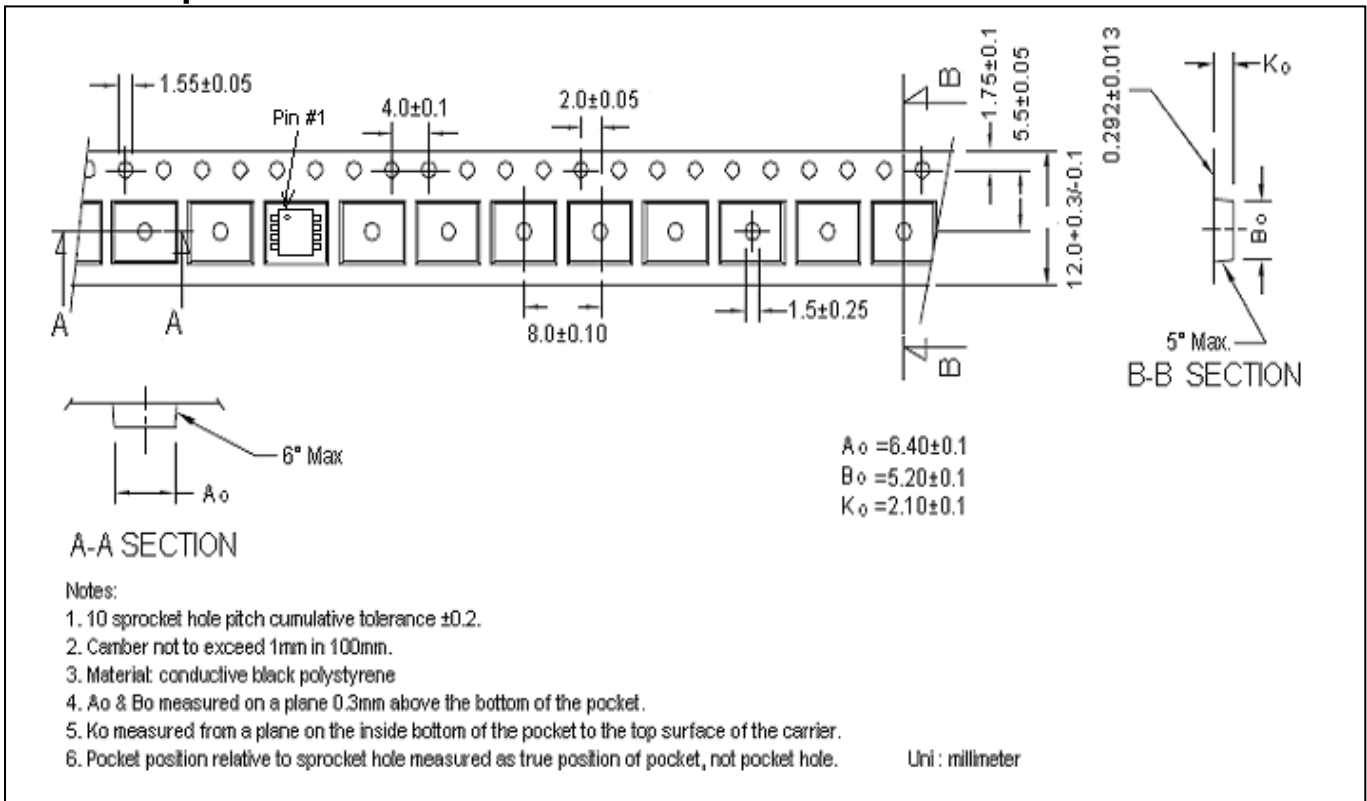 1.55±0.05
Pin #1
4.0±0.1
2.0±0.05
B
1.75±0.1
5.5±0.05
12.0+0.3/-0.1
0.292±0.013
Ko
Bo
5° Max.
B-B SECTION
A
A
8.0±0.10
1.5±0.25
B
6° Max
Ao
A-A SECTION
Ao =6.40±0.1
Bo =5.20±0.1
Ko =2.10±0.1
Notes:
1. 10 sprocket hole pitch cumulative tolerance ±0.2.
2. Camber not to exceed 1mm in 100mm.
3. Material: conductive black polystyrene
4. Ao & Bo measured on a plane 0.3mm above the bottom of the pocket.
5. Ko measured from a plane on the inside bottom of the pocket to the top surface of the carrier.
6. Pocket position relative to sprocket hole measured as true position of pocket, not pocket hole. Uni : millimeter